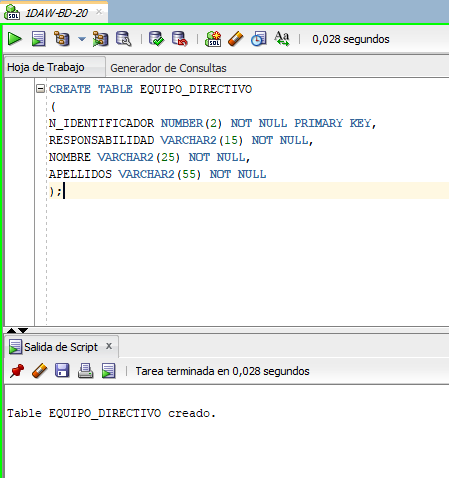 1DAW-BD-20
SQL
0,028 segundos
Hoja de Trabajo
Generador de Consultas
CREATE TABLE EQUIPO_DIRECTIVO
(
N_IDENTIFICADOR NUMBER(2) NOT NULL PRIMARY KEY,
RESPONSABILIDAD VARCHAR2(15) NOT NULL,
NOMBRE VARCHAR2(25) NOT NULL,
APELLIDOS VARCHAR2(55) NOT NULL
);
Salida de Script
Tarea terminada en 0,028 segundos
Table EQUIPO_DIRECTIVO creado.